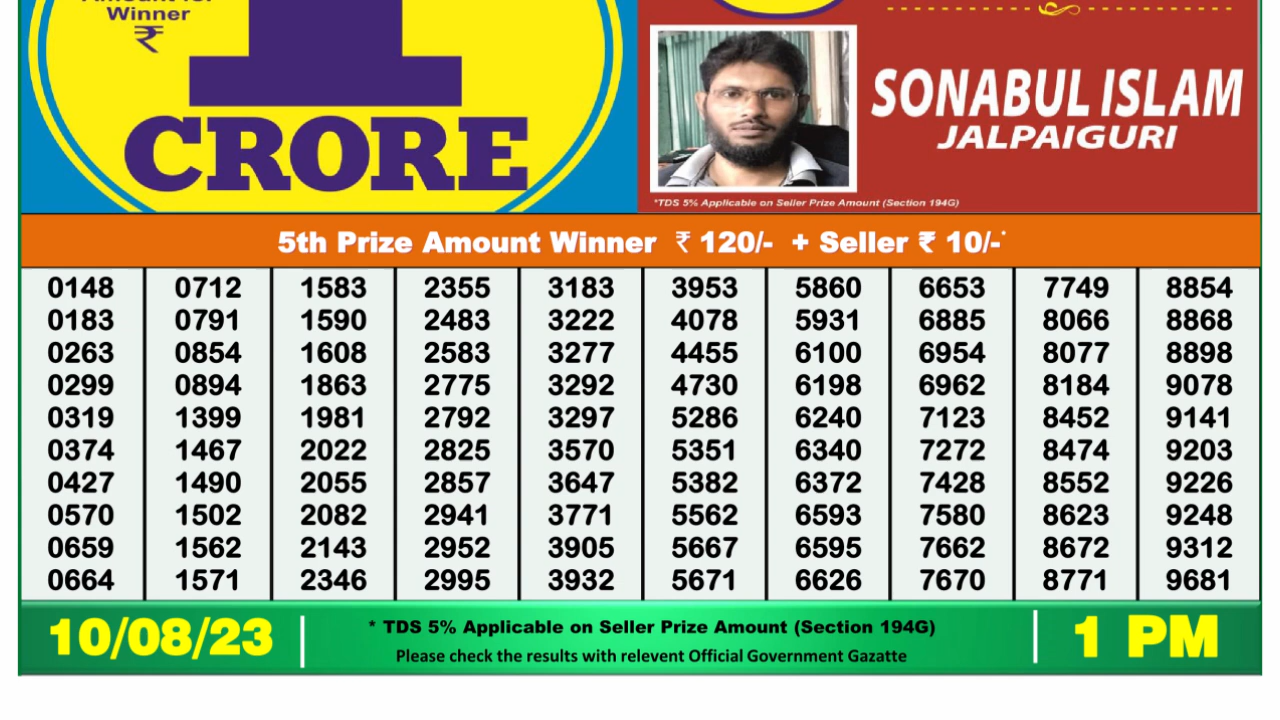 Amount for
Winner
₹
1
CRORE
SONABUL ISLAM
JALPAIGURI
*TDS 5% Applicable on Seller Prize Amount (Section 194G)
5th Prize Amount Winner ₹ 120/- + Seller ₹ 10/-*
0148 0712 1583 2355 3183 3953 5860 6653 7749 8854
0183 0791 1590 2483 3222 4078 5931 6885 8066 8868
0263 0854 1608 2583 3277 4455 6100 6954 8077 8898
0299 0894 1863 2775 3292 4730 6198 6962 8184 9078
0319 1399 1981 2792 3297 5286 6240 7123 8452 9141
0374 1467 2022 2825 3570 5351 6340 7272 8474 9203
0427 1490 2055 2857 3647 5382 6372 7428 8552 9226
0570 1502 2082 2941 3771 5562 6593 7580 8623 9248
0659 1562 2143 2952 3905 5667 6595 7662 8672 9312
0664 1571 2346 2995 3932 5671 6626 7670 8771 9681
10/08/23
* TDS 5% Applicable on Seller Prize Amount (Section 194G)
Please check the results with relevent Official Government Gazatte
1 PM